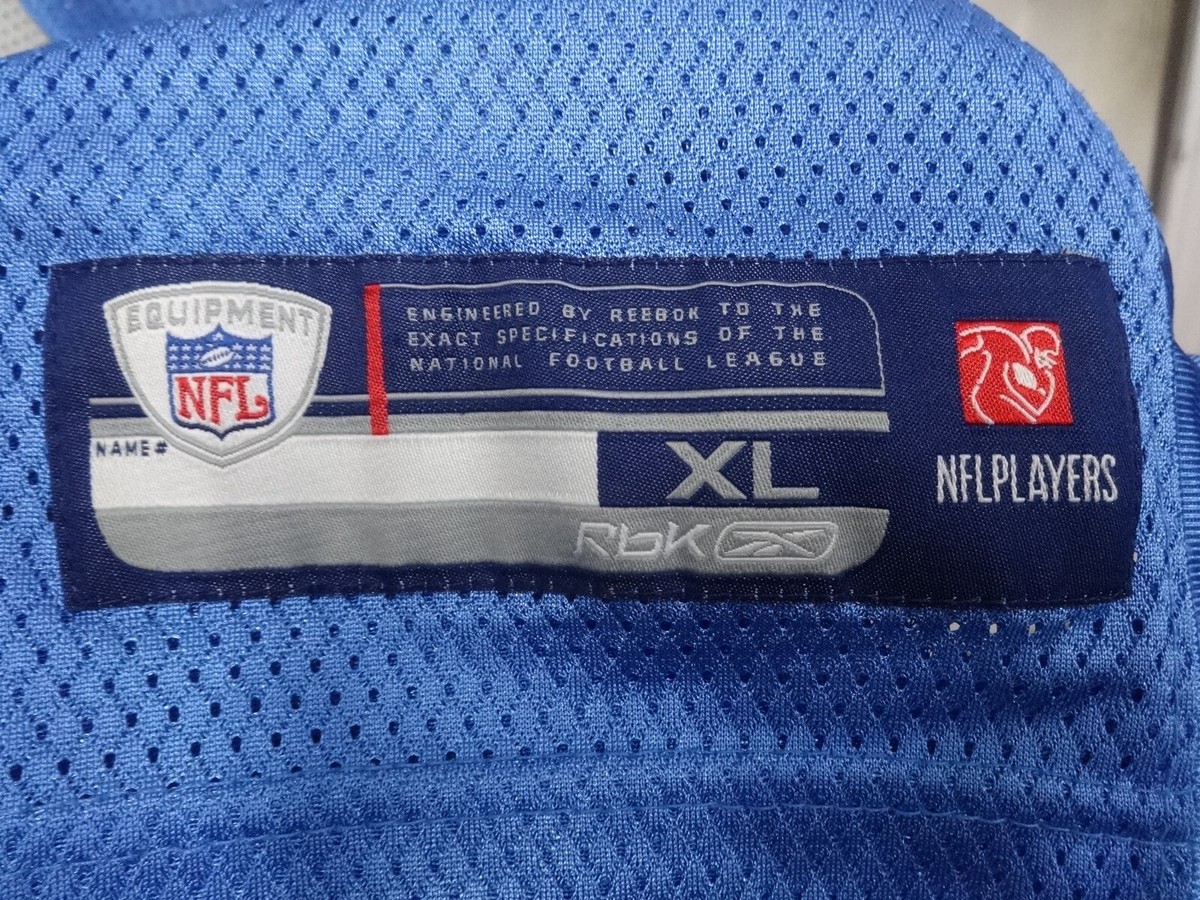 EQUIPMENT
NFL
ENGINEERED BY REEBOK TO THE
EXACT SPECIFICATIONS OF THE
NATIONAL FOOTBALL LEAGUE
NAME#
XL
RbK
NFLPLAYERS